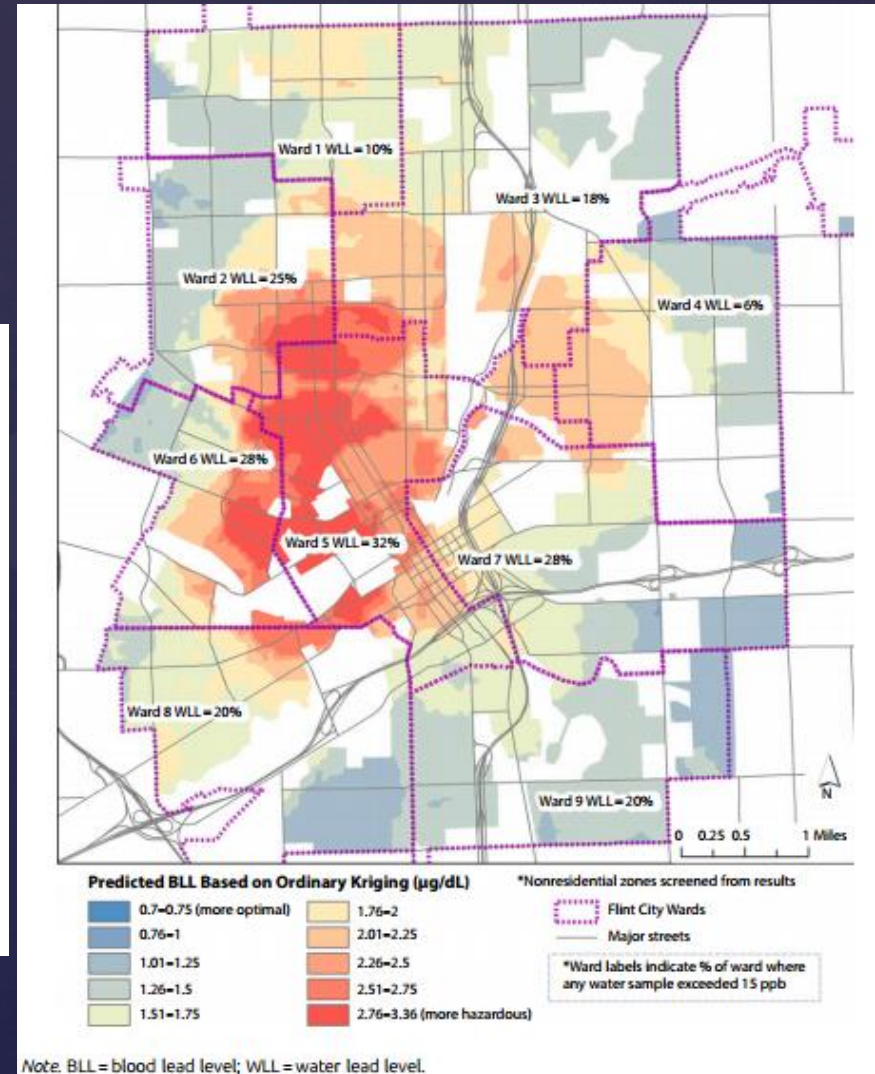 Ward 1 WLL=10%
Ward 3 WLL=18%
Ward 2 WLL=25%
Ward 4 WLL=6%
Ward 6 WLL=28%
Ward 5 WLL=32%
Ward 7 WLL=28%
Ward 8 WLL=20%
Ward 9 WLL=20%
N
0 0.25 0.5 1 Miles
Predicted BLL Based on Ordinary Kriging (µg/dL)
0.7–0.75 (more optimal)
0.76–1
1.01–1.25
1.26–1.5
1.51–1.75
1.76–2
2.01–2.25
2.26–2.5
2.51–2.75
2.76–3.36 (more hazardous)
*Nonresidential zones screened from results
Flint City Wards
Major streets
*Ward labels indicate % of ward where
any water sample exceeded 15 ppb
Note. BLL = blood lead level; WLL = water lead level.